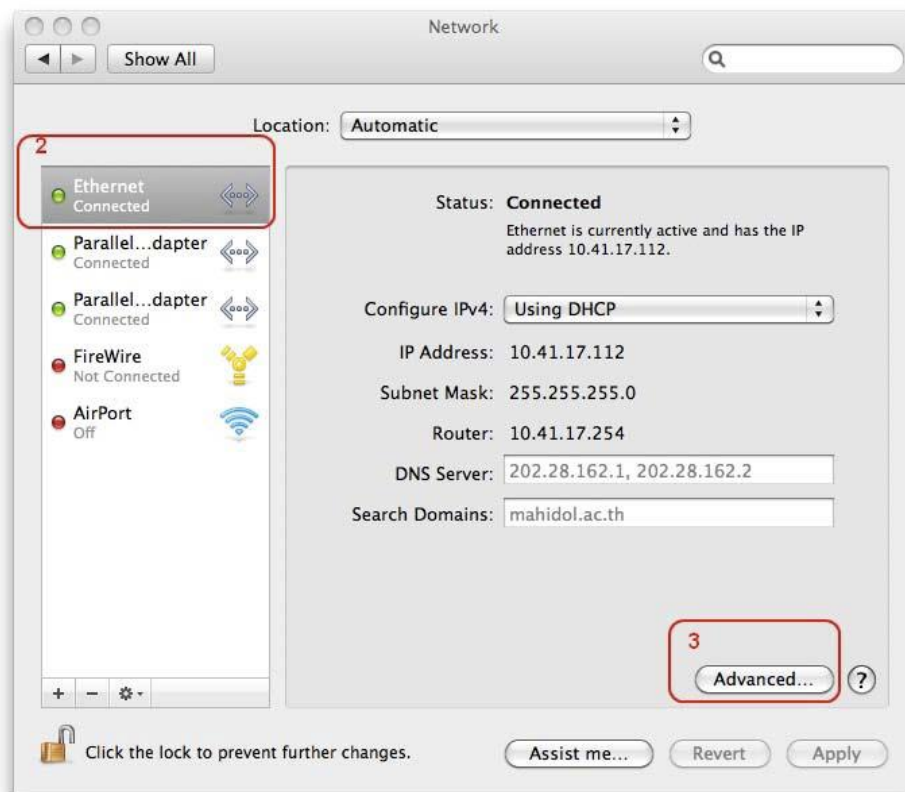 Network
Show All
Location: Automatic
2
Ethernet
Connected
Parallel...dapter
Connected
Parallel...dapter
Connected
FireWire
Not Connected
AirPort
Off
Status: Connected
Ethernet is currently active and has the IP
address 10.41.17.112.
Configure IPv4: Using DHCP
IP Address: 10.41.17.112
Subnet Mask: 255.255.255.0
Router: 10.41.17.254
DNS Server: 202.28.162.1, 202.28.162.2
Search Domains: mahidol.ac.th
3
Advanced... ?
+ −
Click the lock to prevent further changes.
Assist me... Revert Apply